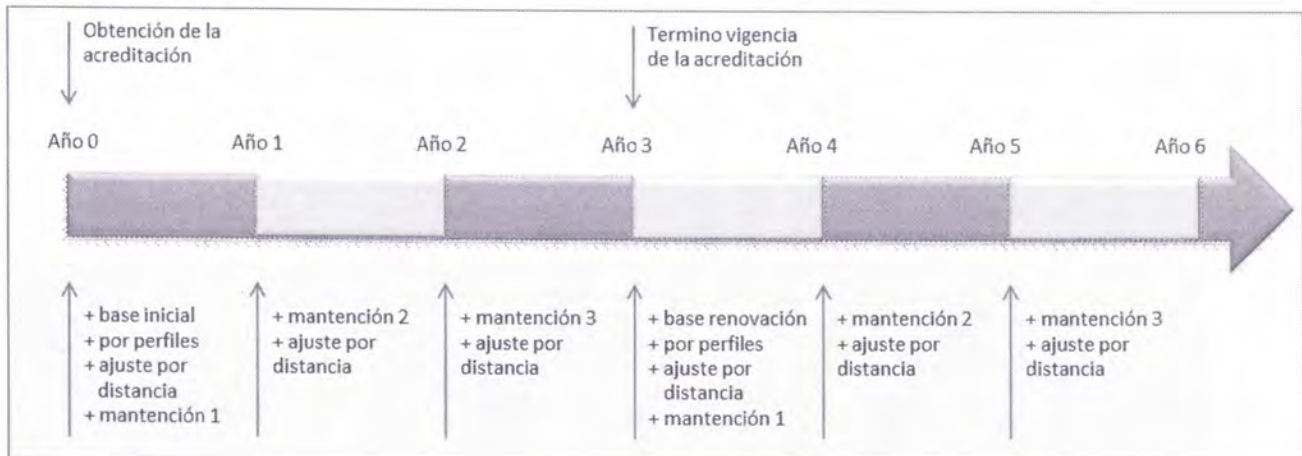 Obtención de la
acreditación
Termino vigencia
de la acreditación
Año 0
Año 1
Año 2
Año 3
Año 4
Año 5
Año 6
+ base inicial
+ por perfiles
+ ajuste por
distancia
+ mantención 1
+ mantención 2
+ ajuste por
distancia
+ mantención 3
+ ajuste por
distancia
+ base renovación
+ por perfiles
+ ajuste por
distancia
+ mantención 1
+ mantención 2
+ ajuste por
distancia
+ mantención 3
+ ajuste por
distancia